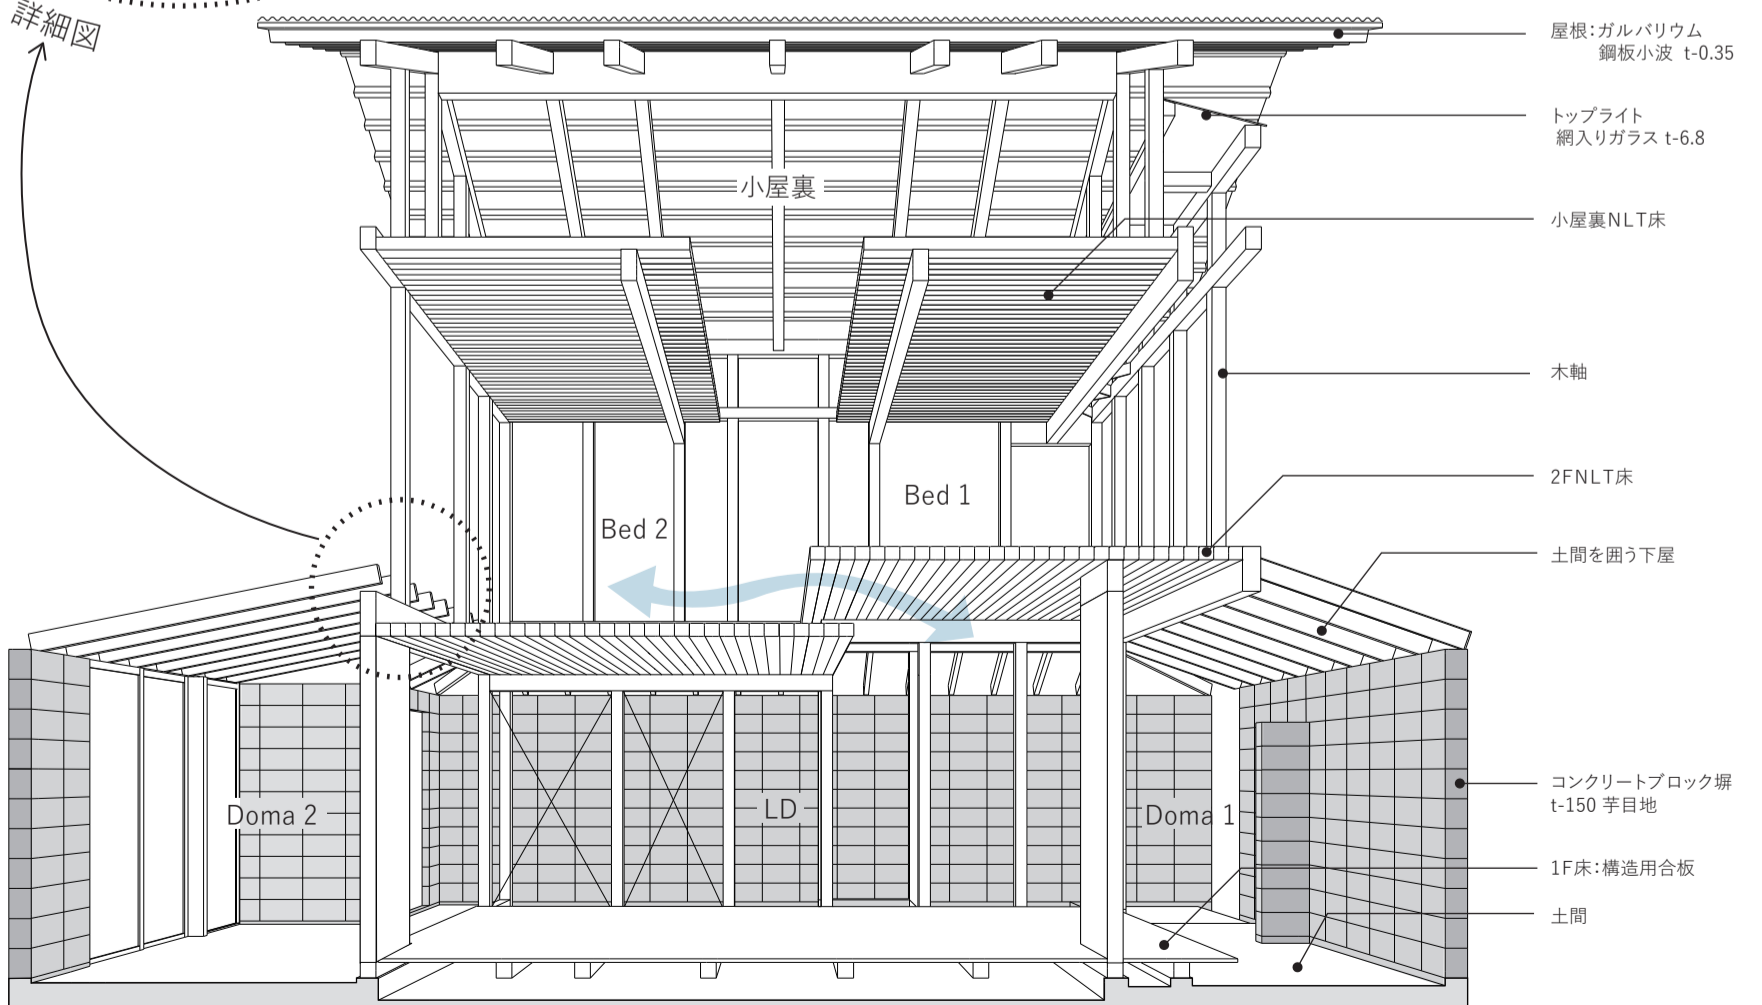 詳細図
屋根:ガルバリウム
鋼板小波 t-0.35
トップライト
網入りガラス t-6.8
小屋裏
小屋裏NLT床
木軸
2FNLT床
Bed 1
Bed 2
土間を囲う下屋
コンクリートブロック塀
t-150 芋目地
Doma 2
LD
Doma 1
1F床:構造用合板
土間